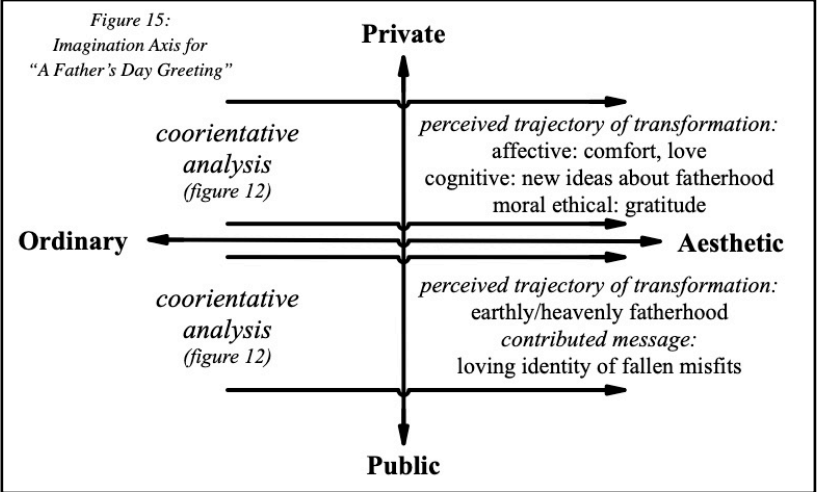 Figure 15:
Imagination Axis for
“A Father’s Day Greeting”
Private
coorientative
analysis
(figure 12)
perceived trajectory of transformation:
affective: comfort, love
cognitive: new ideas about fatherhood
moral ethical: gratitude
Ordinary
Aesthetic
coorientative
analysis
(figure 12)
perceived trajectory of transformation:
earthly/heavenly fatherhood
contributed message:
loving identity of fallen misfits
Public